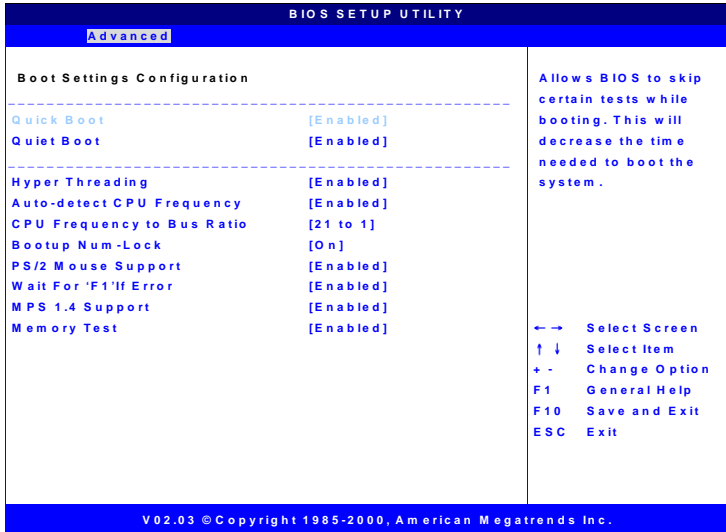 BIOS SETUP UTILITY
Advanced
Boot Settings Configuration
Quick Boot [Enabled]
Quiet Boot [Enabled]
Hyper Threading [Enabled]
Auto-detect CPU Frequency [Enabled]
CPU Frequency to Bus Ratio [21 to 1]
Bootup Num-Lock [On]
PS/2 Mouse Support [Enabled]
Wait For ‘F1’If Error [Enabled]
MPS 1.4 Support [Enabled]
Memory Test [Enabled]
Allows BIOS to skip
certain tests while
booting. This will
decrease the time
needed to boot the
system.
←→ Select Screen
↑↓ Select Item
+ - Change Option
F1 General Help
F10 Save and Exit
ESC Exit
V02.03 ©Copyright 1985-2000, American Megatrends Inc.